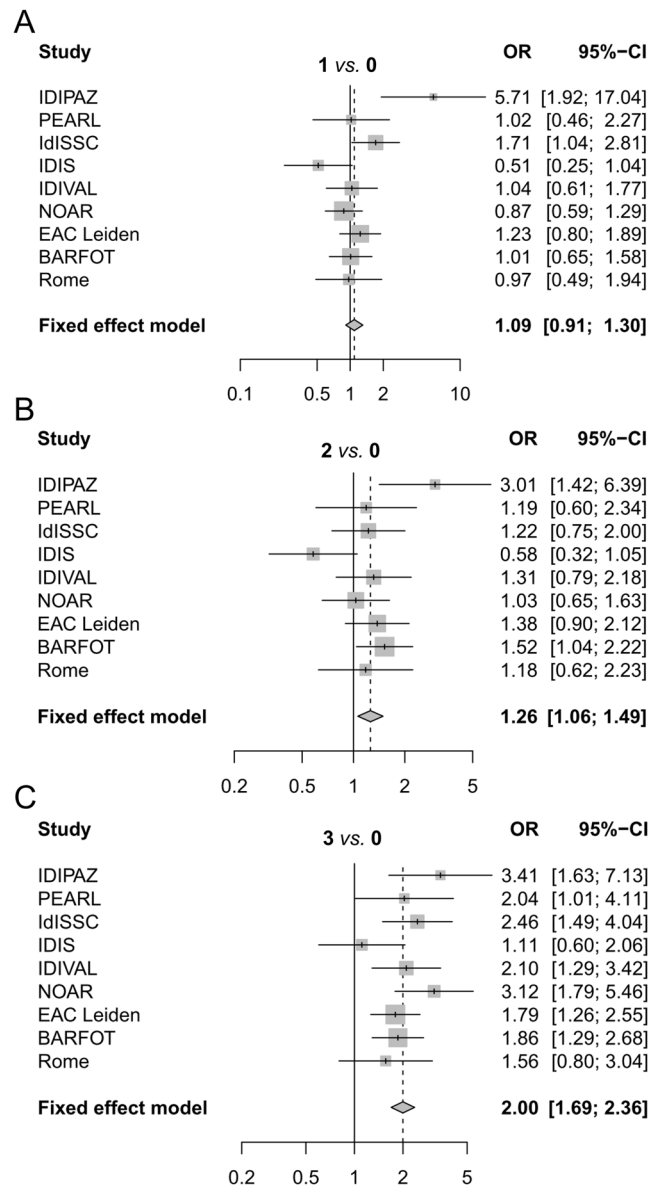 A
Study OR 95%−CI
1 vs. 0
IDIPAZ 5.71 [1.92; 17.04]
PEARL 1.02 [0.46; 2.27]
IdISSC 1.71 [1.04; 2.81]
IDIS 0.51 [0.25; 1.04]
IDIVAL 1.04 [0.61; 1.77]
NOAR 0.87 [0.59; 1.29]
EAC Leiden 1.23 [0.80; 1.89]
BARFOT 1.01 [0.65; 1.58]
Rome 0.97 [0.49; 1.94]
Fixed effect model 1.09 [0.91; 1.30]
0.1 0.5 1 2 10
B
Study OR 95%−CI
2 vs. 0
IDIPAZ 3.01 [1.42; 6.39]
PEARL 1.19 [0.60; 2.34]
IdISSC 1.22 [0.75; 2.00]
IDIS 0.58 [0.32; 1.05]
IDIVAL 1.31 [0.79; 2.18]
NOAR 1.03 [0.65; 1.63]
EAC Leiden 1.38 [0.90; 2.12]
BARFOT 1.52 [1.04; 2.22]
Rome 1.18 [0.62; 2.23]
Fixed effect model 1.26 [1.06; 1.49]
0.2 0.5 1 2 5
C
Study OR 95%−CI
3 vs. 0
IDIPAZ 3.41 [1.63; 7.13]
PEARL 2.04 [1.01; 4.11]
IdISSC 2.46 [1.49; 4.04]
IDIS 1.11 [0.60; 2.06]
IDIVAL 2.10 [1.29; 3.42]
NOAR 3.12 [1.79; 5.46]
EAC Leiden 1.79 [1.26; 2.55]
BARFOT 1.86 [1.29; 2.68]
Rome 1.56 [0.80; 3.04]
Fixed effect model 2.00 [1.69; 2.36]
0.2 0.5 1 2 5